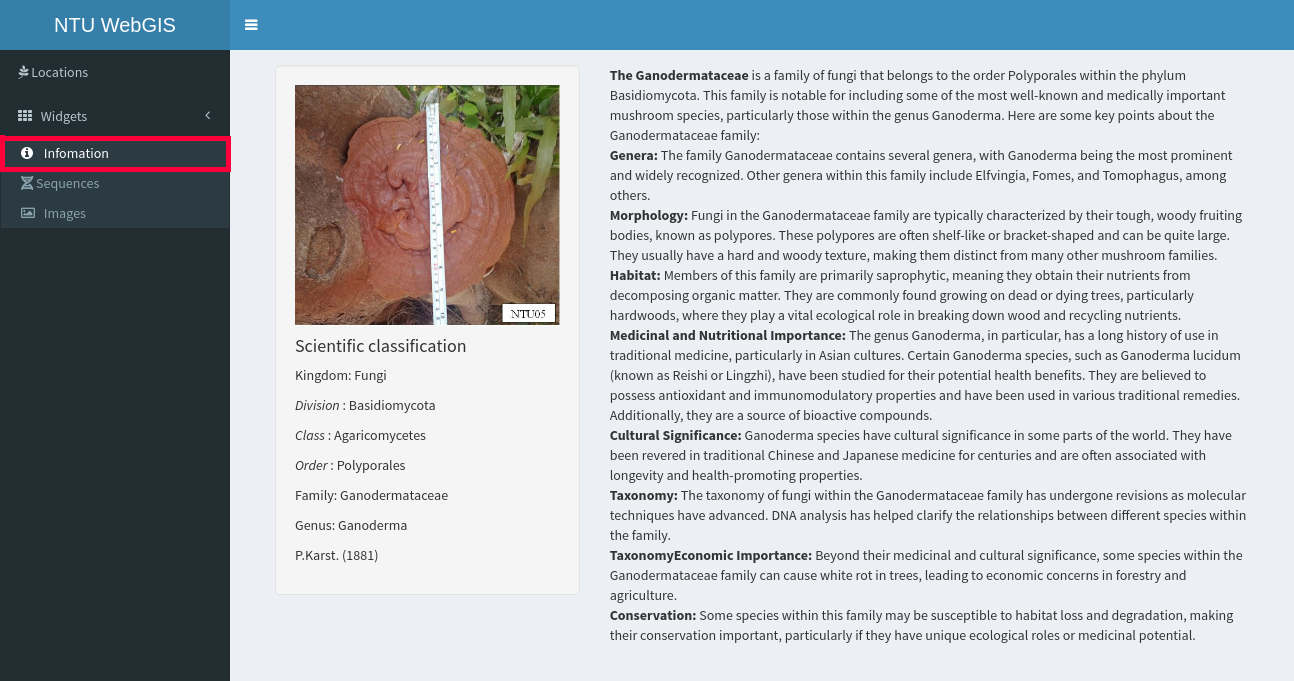 NTU WebGIS
Locations
Widgets
Infomation
Sequences
Images
NTU05
Scientific classification
Kingdom: Fungi
Division : Basidiomycota
Class : Agaricomycetes
Order : Polyporales
Family: Ganodermataceae
Genus: Ganoderma
P.Karst. (1881)
The Ganodermataceae is a family of fungi that belongs to the order Polyporales within the phylum
Basidiomycota. This family is notable for including some of the most well-known and medically important
mushroom species, particularly those within the genus Ganoderma. Here are some key points about the
Ganodermataceae family:
Genera: The family Ganodermataceae contains several genera, with Ganoderma being the most prominent
and widely recognized. Other genera within this family include Elfvingia, Fomes, and Tomophagus, among
others.
Morphology: Fungi in the Ganodermataceae family are typically characterized by their tough, woody fruiting
bodies, known as polypores. These polypores are often shelf-like or bracket-shaped and can be quite large.
They usually have a hard and woody texture, making them distinct from many other mushroom families.
Habitat: Members of this family are primarily saprophytic, meaning they obtain their nutrients from
decomposing organic matter. They are commonly found growing on dead or dying trees, particularly
hardwoods, where they play a vital ecological role in breaking down wood and recycling nutrients.
Medicinal and Nutritional Importance: The genus Ganoderma, in particular, has a long history of use in
traditional medicine, particularly in Asian cultures. Certain Ganoderma species, such as Ganoderma lucidum
(known as Reishi or Lingzhi), have been studied for their potential health benefits. They are believed to
possess antioxidant and immunomodulatory properties and have been used in various traditional remedies.
Additionally, they are a source of bioactive compounds.
Cultural Significance: Ganoderma species have cultural significance in some parts of the world. They have
been revered in traditional Chinese and Japanese medicine for centuries and are often associated with
longevity and health-promoting properties.
Taxonomy: The taxonomy of fungi within the Ganodermataceae family has undergone revisions as molecular
techniques have advanced. DNA analysis has helped clarify the relationships between different species within
the family.
TaxonomyEconomic Importance: Beyond their medicinal and cultural significance, some species within the
Ganodermataceae family can cause white rot in trees, leading to economic concerns in forestry and
agriculture.
Conservation: Some species within this family may be susceptible to habitat loss and degradation, making
their conservation important, particularly if they have unique ecological roles or medicinal potential.